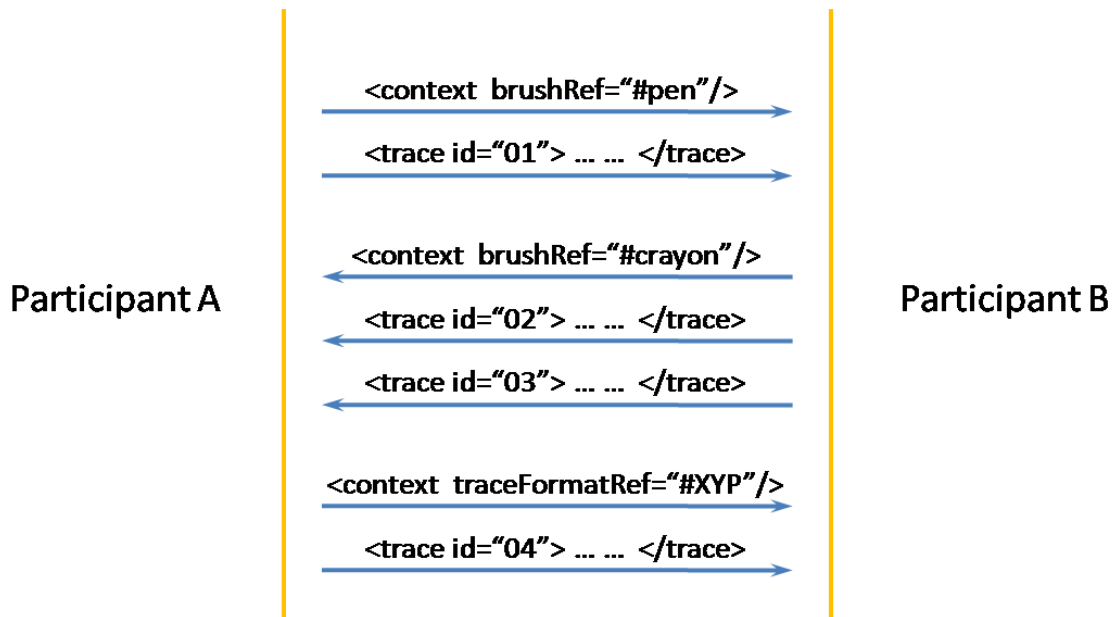 <context brushRef=“#pen”/>
<trace id=“01”> ... ... </trace>
<context brushRef=“#crayon”/>
Participant A
Participant B
<trace id=“02”> ... ... </trace>
<trace id=“03”> ... ... </trace>
<context traceFormatRef=“#XYP”/>
<trace id=“04”> ... ... </trace>